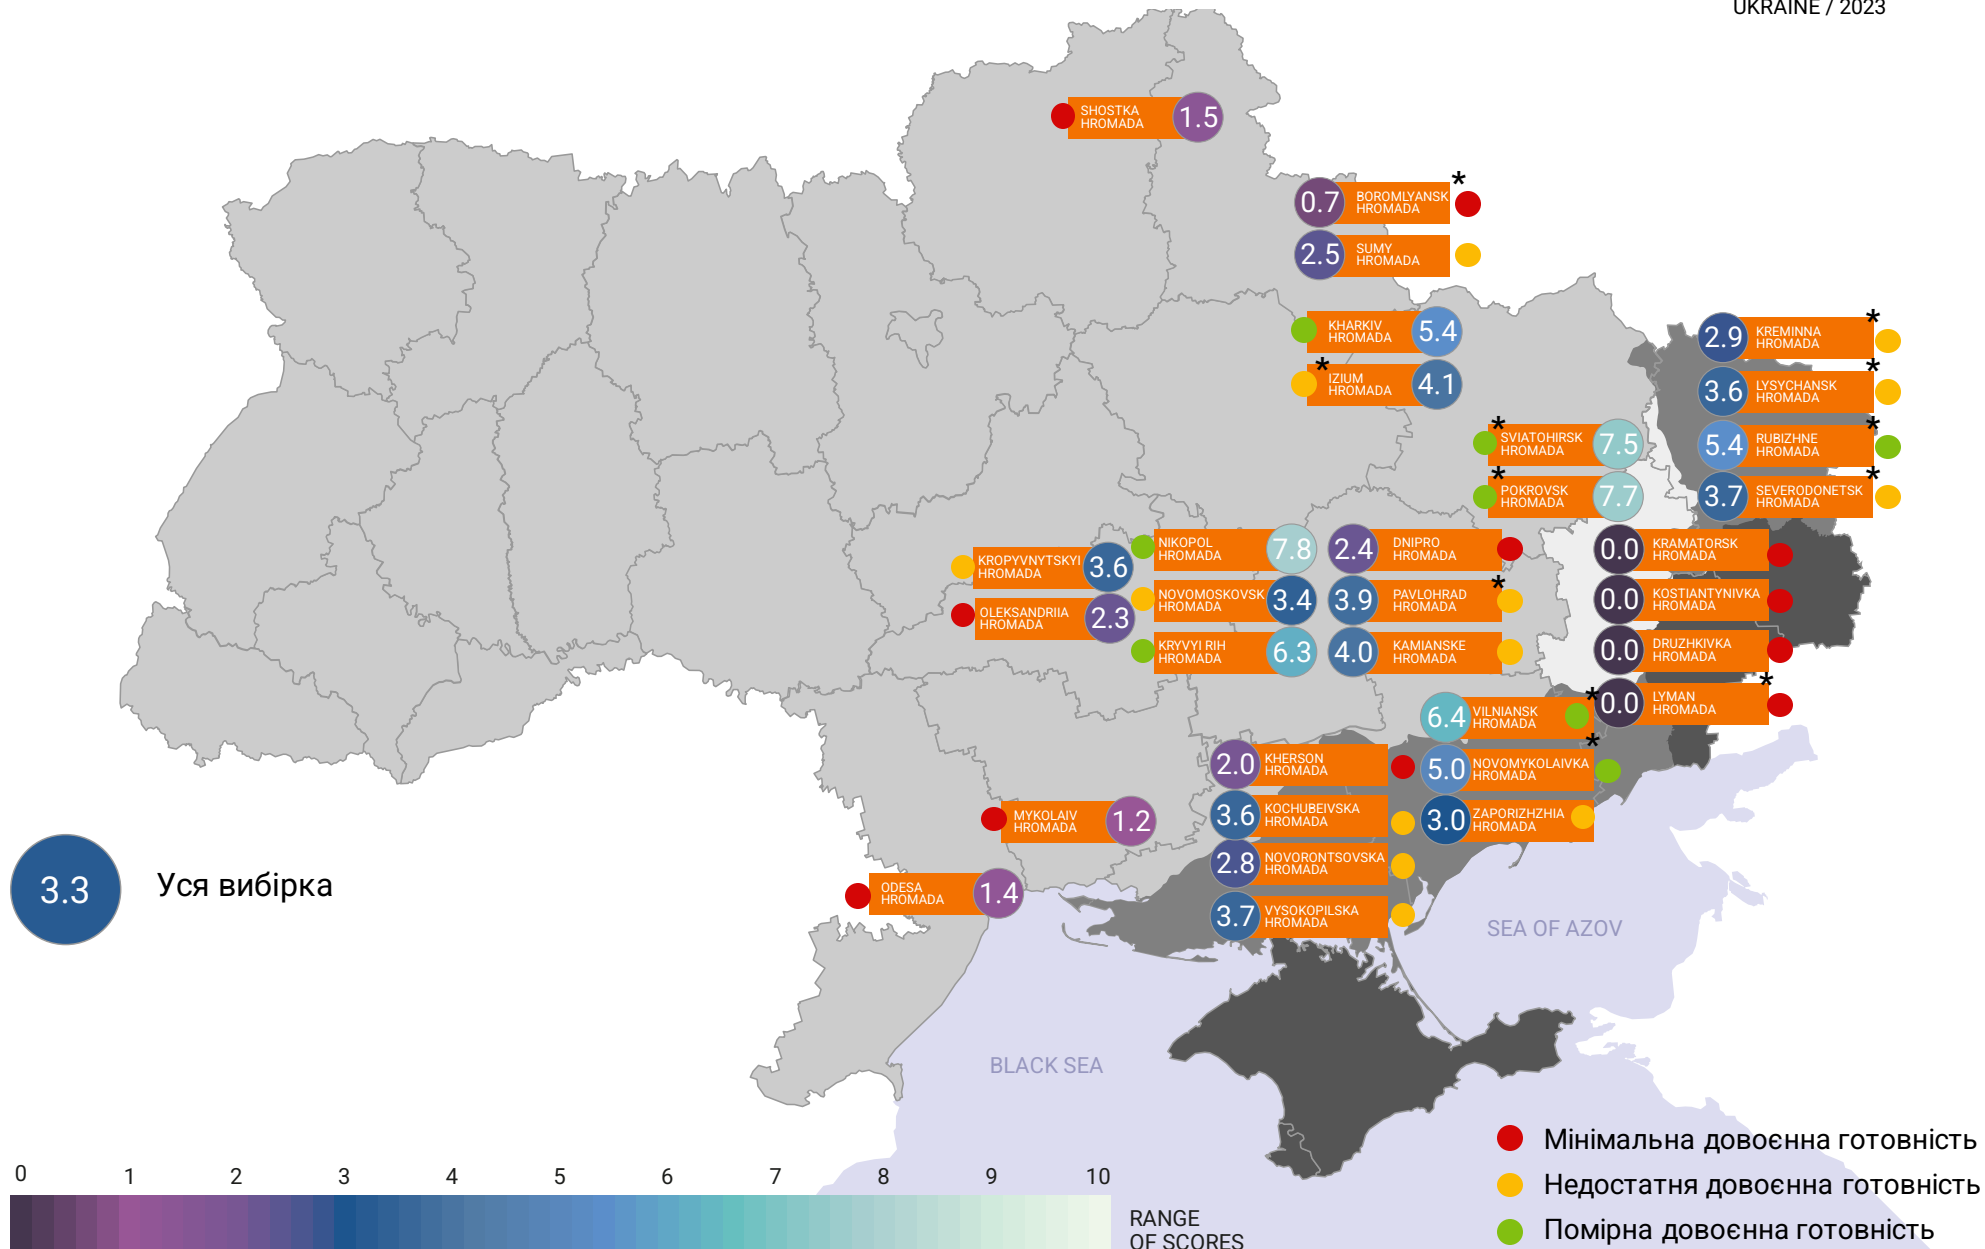 UKRAINE / 2023
SHOSTKA
HROMADA
1.5
*
0.7
BOROMLYANSK
HROMADA
2.5
SUMY
HROMADA
KHARKIV
HROMADA
5.4
*
IZIUM
HROMADA
4.1
*
2.9
KREMINNA
HROMADA
*
3.6
LYSYCHANSK
HROMADA
*
5.4
RUBIZHNE
HROMADA
*
3.7
SEVERODONETSK
HROMADA
*
SVIATOHIRSK
HROMADA
7.5
*
POKROVSK
HROMADA
7.7
KROPYVNYTSKYI
HROMADA
3.6
OLEKSANDRIIA
HROMADA
2.3
NIKOPOL
HROMADA
7.8
NOVOMOSKOVSK
HROMADA
3.4
KRYVYI RIH
HROMADA
6.3
2.4
DNIPRO
HROMADA
*
3.9
PAVLOHRAD
HROMADA
4.0
KAMIANSKE
HROMADA
0.0
KRAMATORSK
HROMADA
0.0
KOSTIANTYNIVKA
HROMADA
0.0
DRUZHKIVKA
HROMADA
*
0.0
LYMAN
HROMADA
*
6.4
VILNIANSK
HROMADA
*
5.0
NOVOMYKOLAIVKA
HROMADA
3.0
ZAPORIZHZHIA
HROMADA
2.0
KHERSON
HROMADA
3.6
KOCHUBEIVSKA
HROMADA
2.8
NOVORONTSOVSKA
HROMADA
3.7
VYSOKOPILSKA
HROMADA
MYKOLAIV
HROMADA
1.2
ODESA
HROMADA
1.4
3.3
Уся вибірка
SEA OF AZOV
BLACK SEA
0 1 2 3 4 5 6 7 8 9 10
RANGE
OF SCORES
Мінімальна довоєнна готовність
Недостатня довоєнна готовність
Помірна довоєнна готовність